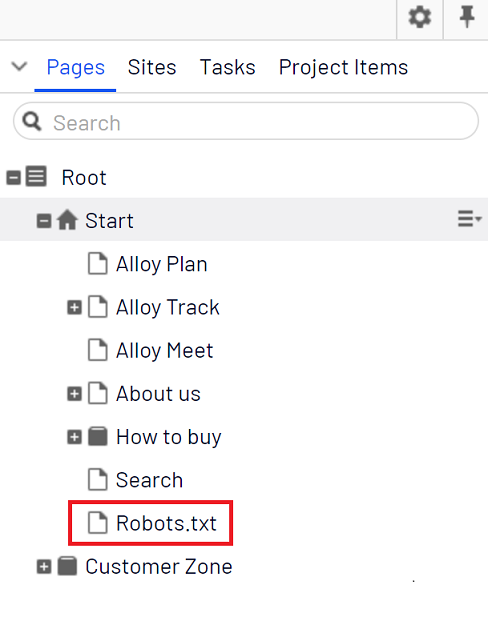 Pages Sites Tasks Project Items
Search
Root
Start
Alloy Plan
Alloy Track
Alloy Meet
About us
How to buy
Search
Robots.txt
Customer Zone